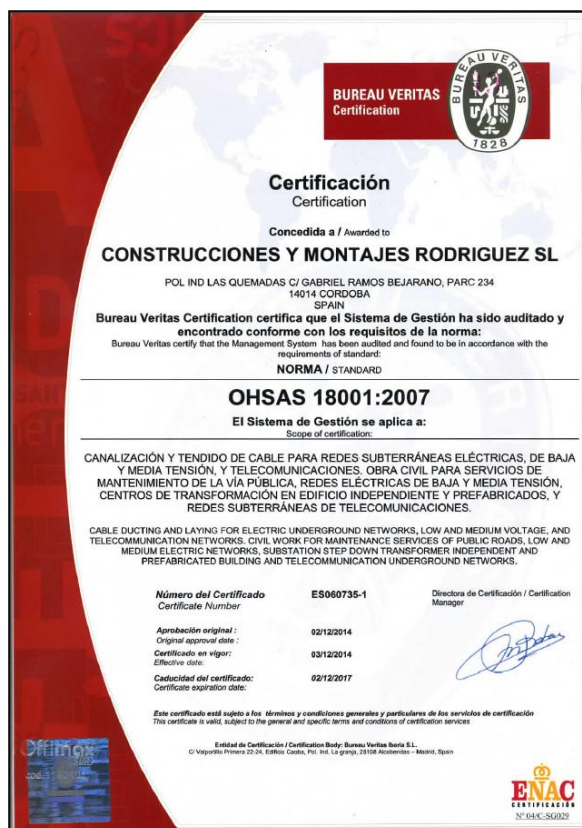 BUREAU VERITAS
Certification
BUREAU VERITAS
1828
Certificación
Certification
Concedida a / Awarded to
CONSTRUCCIONES Y MONTAJES RODRIGUEZ SL
POL IND LAS QUEMADAS C/ GABRIEL RAMOS BEJARANO, PARC 234
14014 CORDOBA
SPAIN
Bureau Veritas Certification certifica que el Sistema de Gestión ha sido auditado y
encontrado conforme con los requisitos de la norma:
Bureau Veritas certify that the Management System has been audited and found to be in accordance with the
requirements of standard:
NORMA / STANDARD
OHSAS 18001:2007
El Sistema de Gestión se aplica a:
Scope of certification:
CANALIZACIÓN Y TENDIDO DE CABLE PARA REDES SUBTERRÁNEAS ELÉCTRICAS, DE BAJA
Y MEDIA TENSIÓN, Y TELECOMUNICACIONES. OBRA CIVIL PARA SERVICIOS DE
MANTENIMIENTO DE LA VÍA PÚBLICA, REDES ELÉCTRICAS DE BAJA Y MEDIA TENSIÓN,
CENTROS DE TRANSFORMACIÓN EN EDIFICIO INDEPENDIENTE Y PREFABRICADOS, Y
REDES SUBTERRÁNEAS DE TELECOMUNICACIONES.
CABLE DUCTING AND LAYING FOR ELECTRIC UNDERGROUND NETWORKS, LOW AND MEDIUM VOLTAGE, AND
TELECOMMUNICATION NETWORKS. CIVIL WORK FOR MAINTENANCE SERVICES OF PUBLIC ROADS, LOW AND
MEDIUM ELECTRIC NETWORKS, SUBSTATION STEP DOWN TRANSFORMER INDEPENDENT AND
PREFABRICATED BUILDING AND TELECOMMUNICATION UNDERGROUND NETWORKS.
Número del Certificado ES060735-1 Directora de Certificación / Certification
Certificate Number Manager
Aprobación original : 02/12/2014
Original approval date :
Certificado en vigor: 03/12/2014
Effective date:
Caducidad del certificado: 02/12/2017
Certificate expiration date:
Este certificado está sujeto a los términos y condiciones generales y particulares de los servicios de certificación
This certificate is valid, subject to the general and specific terms and conditions of certification services
Entidad de Certificación / Certification Body: Bureau Veritas Iberia S.L.
C/ Valportillo Primera 22-24, Edificio Caoba, Pol. Ind. La granja, 28108 Alcobendas – Madrid, Spain
ENAC
CERTIFICACIÓN
Nº 04/C-SG029